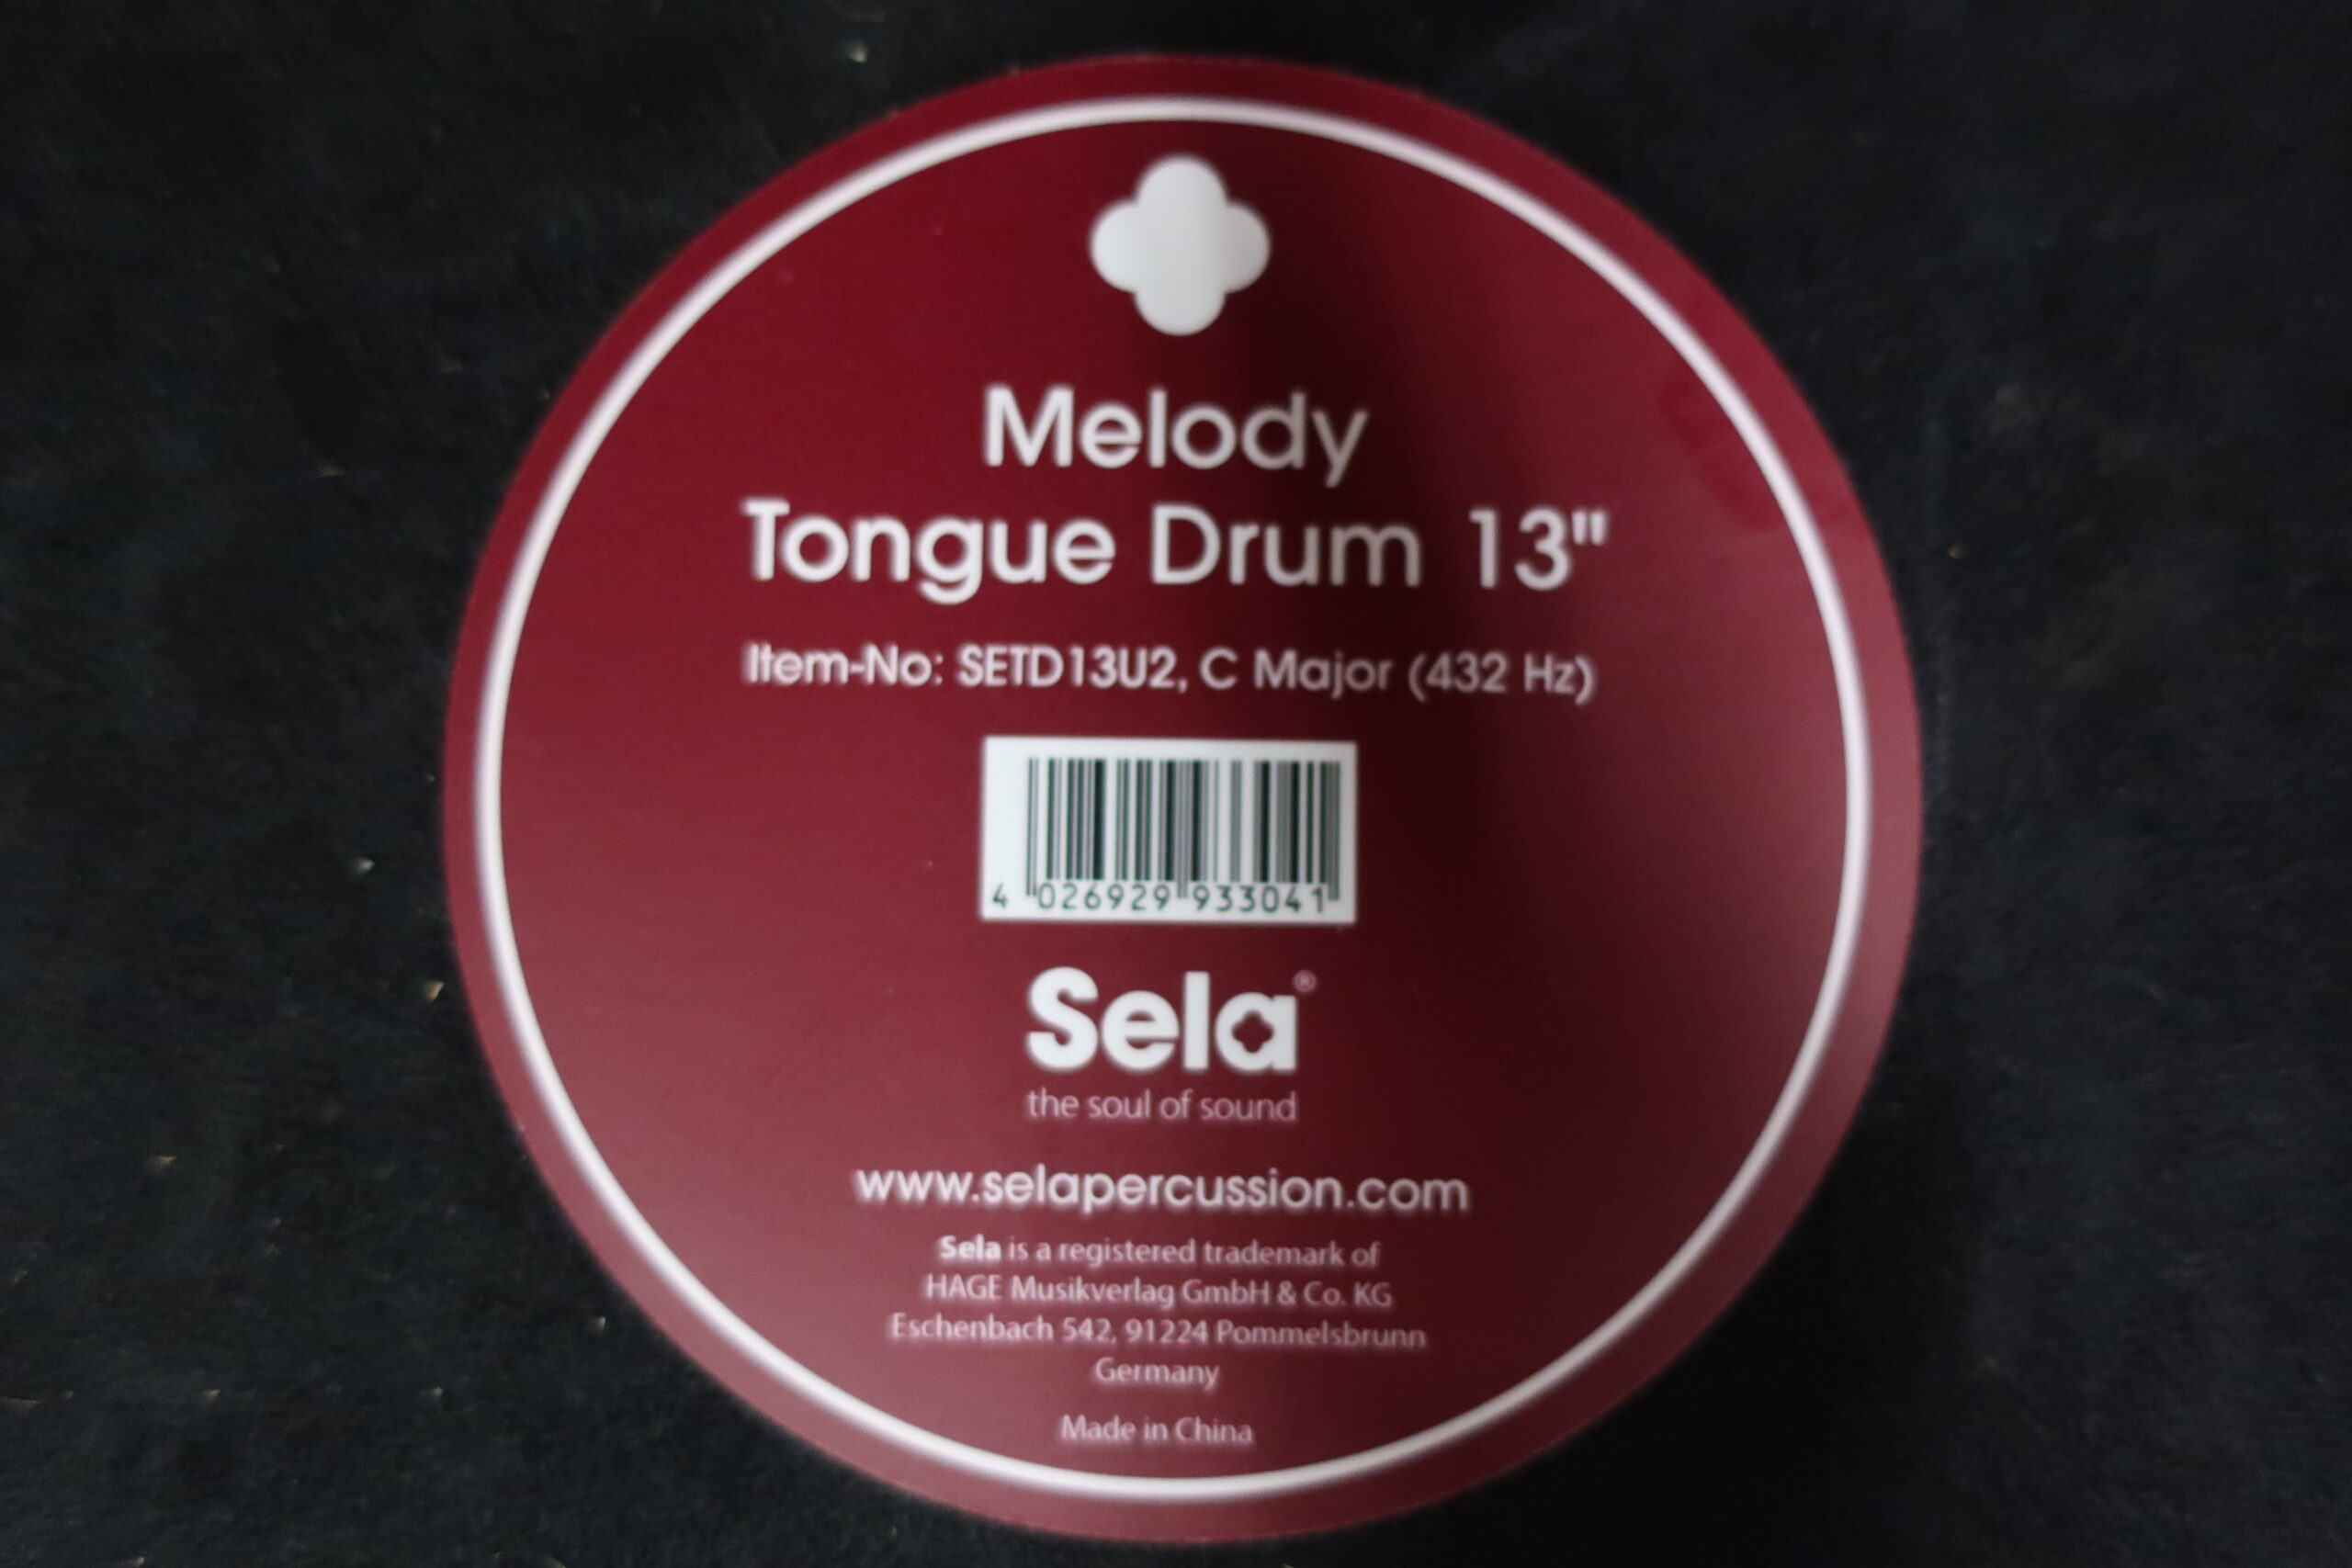 Melody
Tongue Drum 13"
Item-No: SETD13U2, C Major (432 Hz)
4 026929 933041
Sela®
the soul of sound
www.selapercussion.com
Sela is a registered trademark of
HAGE Musikverlag GmbH & Co. KG
Eschenbach 542, 91224 Pommelsbrunn
Germany
Made in China